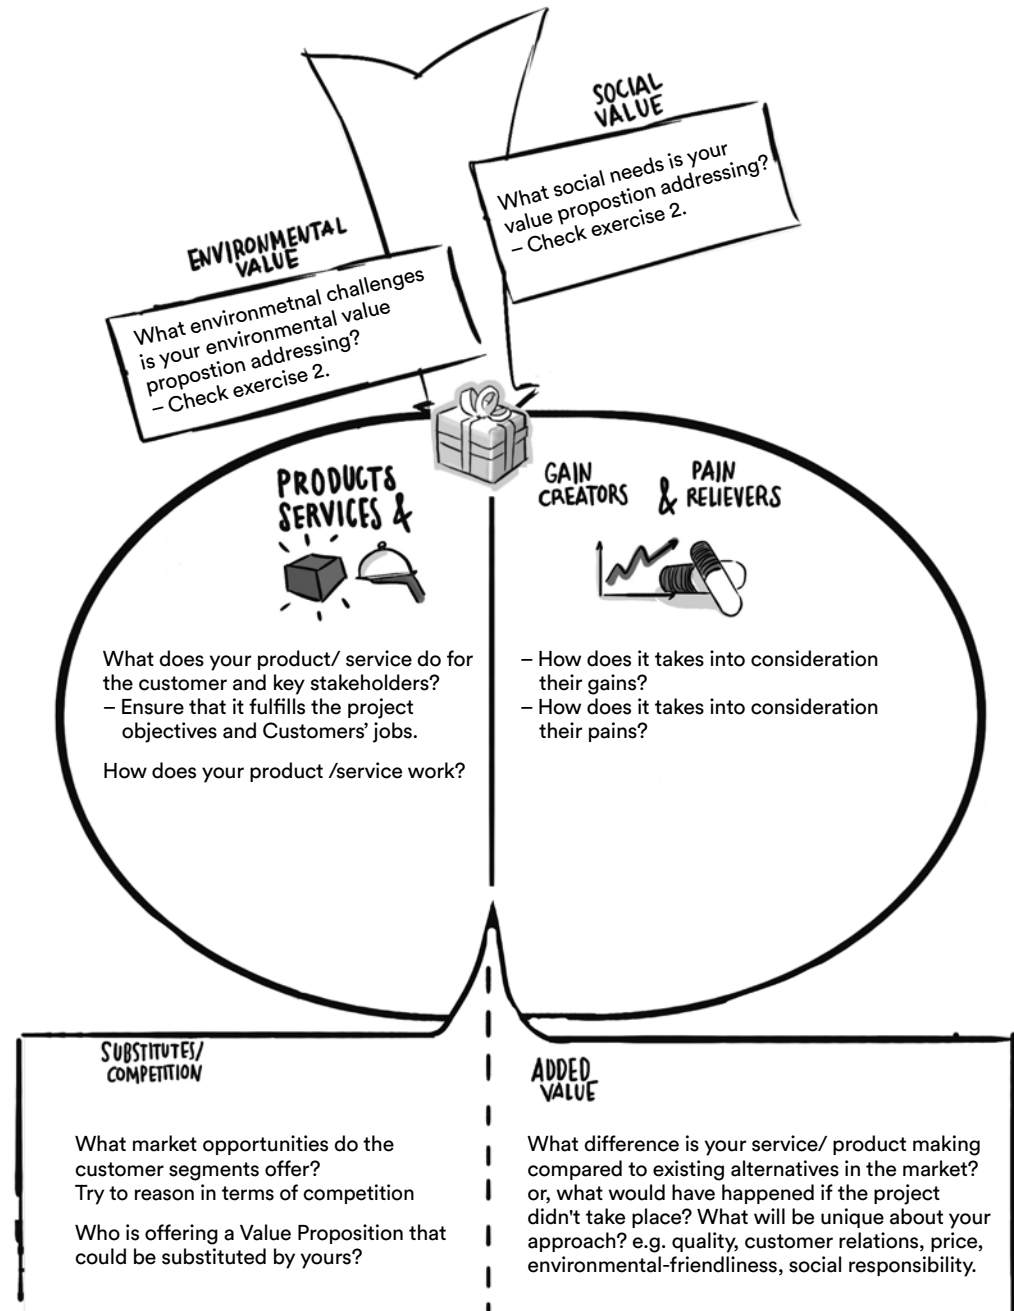 SOCIAL
VALUE
What social needs is your
value propostion addressing?
– Check exercise 2.
ENVIRONMENTAL
VALUE
What environmetnal challenges
is your environmental value
propostion addressing?
– Check exercise 2.
PRODUCTS
SERVICES &
What does your product/ service do for
the customer and key stakeholders?
– Ensure that it fulfills the project
objectives and Customers’ jobs.
How does your product /service work?
GAIN
CREATORS
& PAIN
RELIEVERS
– How does it takes into consideration
their gains?
– How does it takes into consideration
their pains?
SUBSTITUTES/
COMPETITION
What market opportunities do the
customer segments offer?
Try to reason in terms of competition
Who is offering a Value Proposition that
could be substituted by yours?
ADDED
VALUE
What difference is your service/ product making
compared to existing alternatives in the market?
or, what would have happened if the project
didn't take place? What will be unique about your
approach? e.g. quality, customer relations, price,
environmental-friendliness, social responsibility.